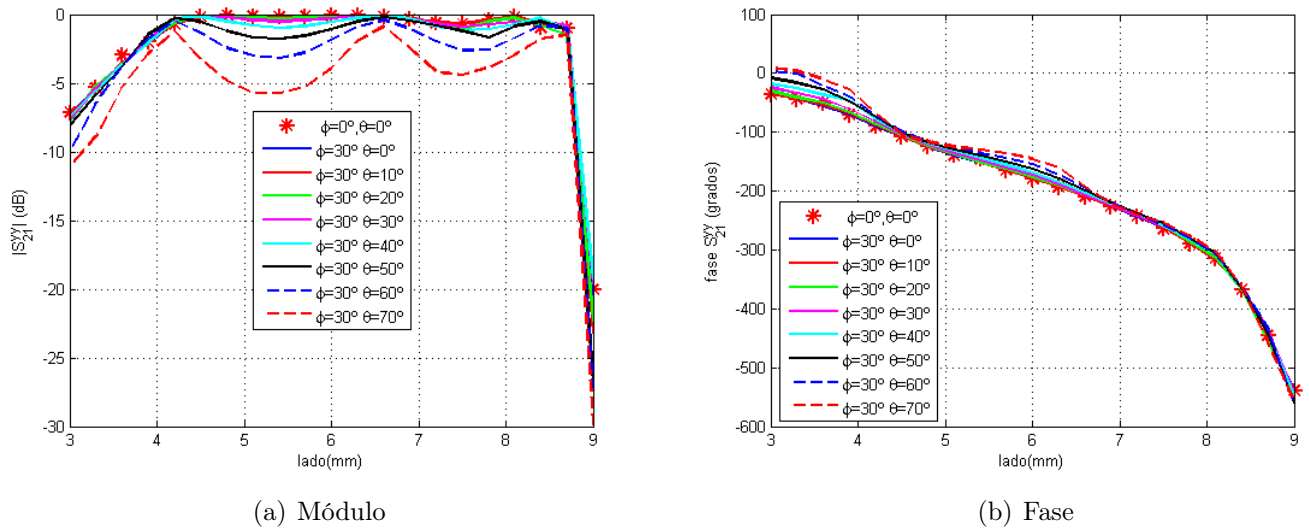 0
-5
-10
-15
-20
-25
-30
3 4 5 6 7 8 9
|S₂₁ʸʸ| (dB)
lado(mm)
ϕ=0º,θ=0º
ϕ=30º θ=0º
ϕ=30º θ=10º
ϕ=30º θ=20º
ϕ=30º θ=30º
ϕ=30º θ=40º
ϕ=30º θ=50º
ϕ=30º θ=60º
ϕ=30º θ=70º
(a) Módulo
100
0
-100
-200
-300
-400
-500
-600
3 4 5 6 7 8 9
fase S₂₁ʸʸ (grados)
lado(mm)
ϕ=0º,θ=0º
ϕ=30º θ=0º
ϕ=30º θ=10º
ϕ=30º θ=20º
ϕ=30º θ=30º
ϕ=30º θ=40º
ϕ=30º θ=50º
ϕ=30º θ=60º
ϕ=30º θ=70º
(b) Fase